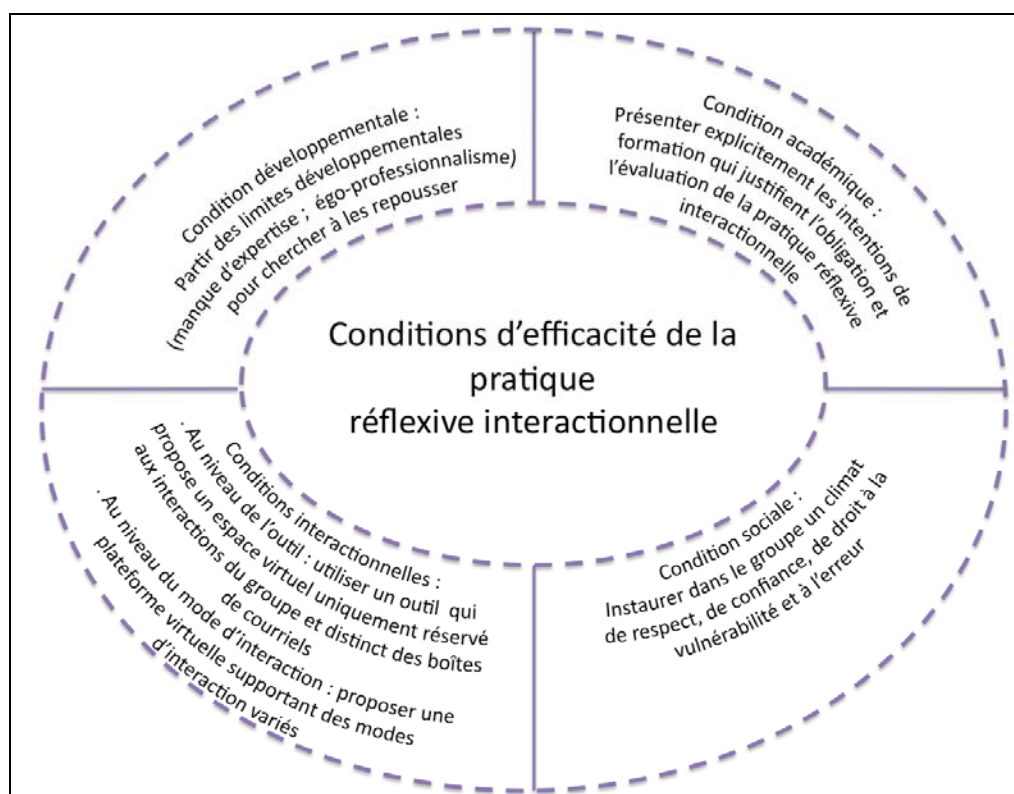 Condition développementale :
Partir des limites développementales
(manque d'expertise ; égo-professionnalisme)
pour chercher à les repousser
Condition académique :
Présenter explicitement les intentions de
formation qui justifient l'obligation et
l'évaluation de la pratique réflexive
interactionnelle
Conditions d'efficacité de la
pratique
réflexive interactionnelle
Conditions interactionnelles :
. Au niveau de l'outil : utiliser un outil qui
propose un espace virtuel uniquement réservé
aux interactions du groupe et distinct des boîtes
de courriels
. Au niveau du mode d'interaction : proposer une
plateforme virtuelle supportant des modes
d'interaction variés
Condition sociale :
Instaurer dans le groupe un climat
de respect, de confiance, de droit à la
vulnérabilité et à l'erreur